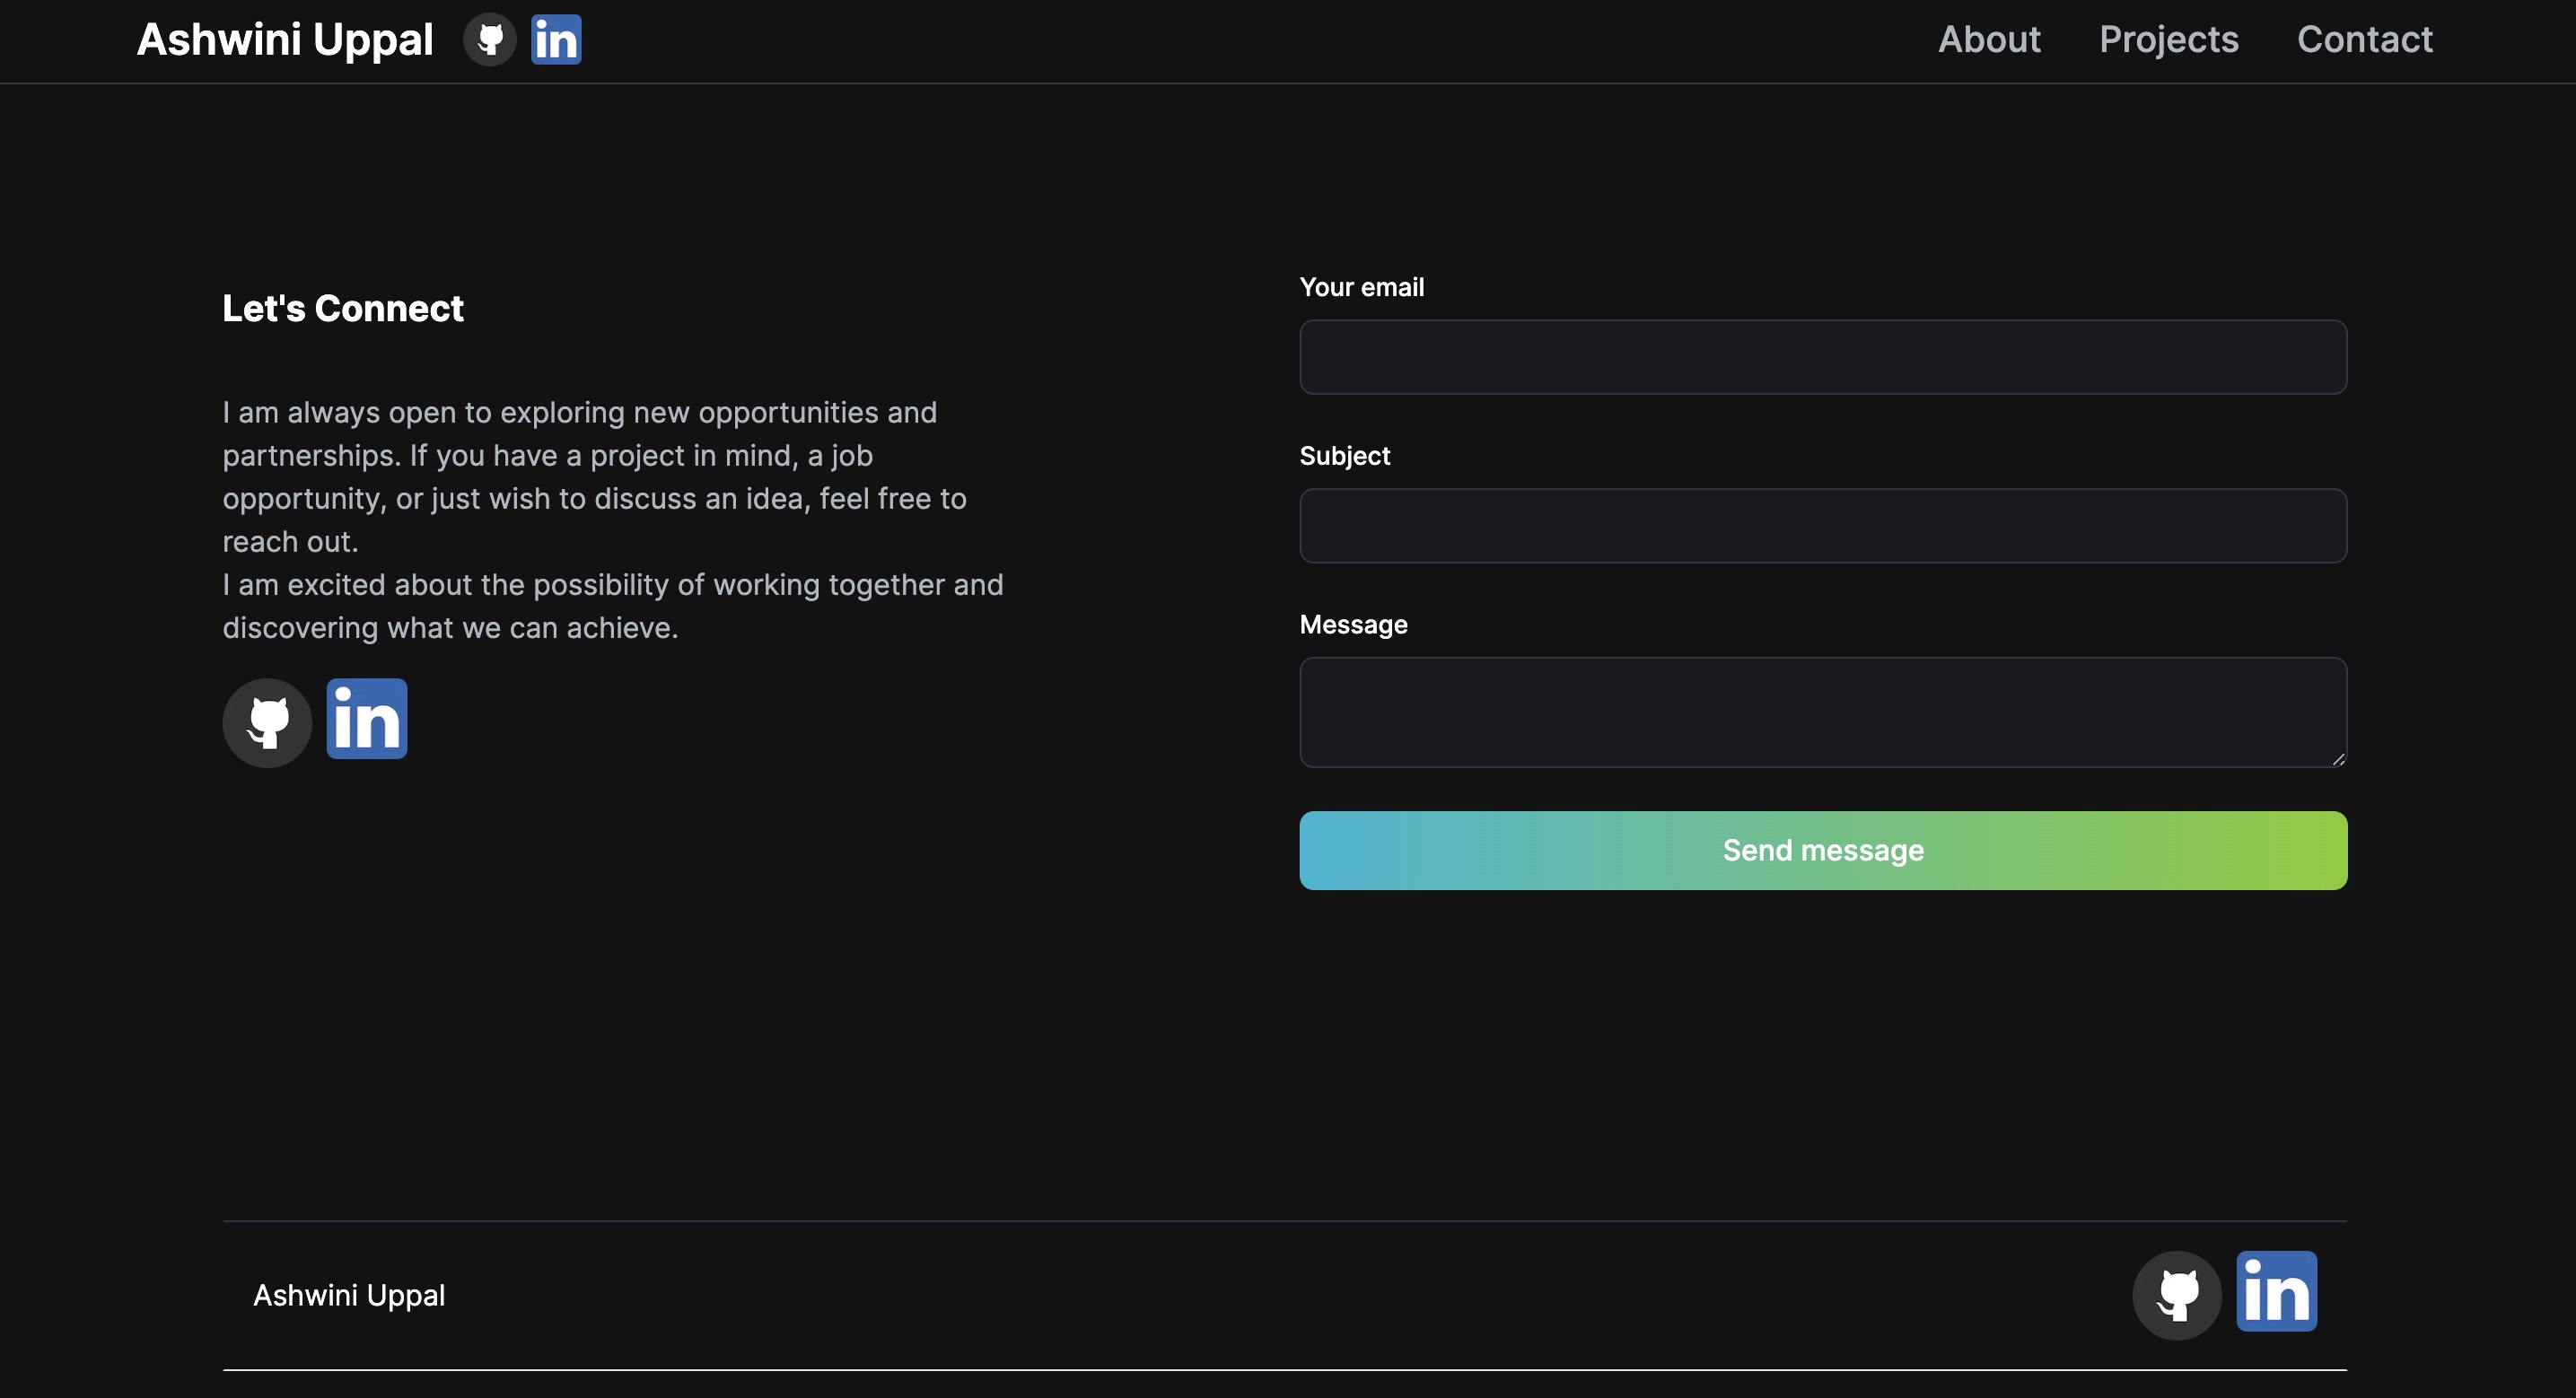 Ashwini Uppal
in
About
Projects
Contact
Let's Connect
I am always open to exploring new opportunities and
partnerships. If you have a project in mind, a job
opportunity, or just wish to discuss an idea, feel free to
reach out.
I am excited about the possibility of working together and
discovering what we can achieve.
in
Your email
Subject
Message
Send message
Ashwini Uppal
in